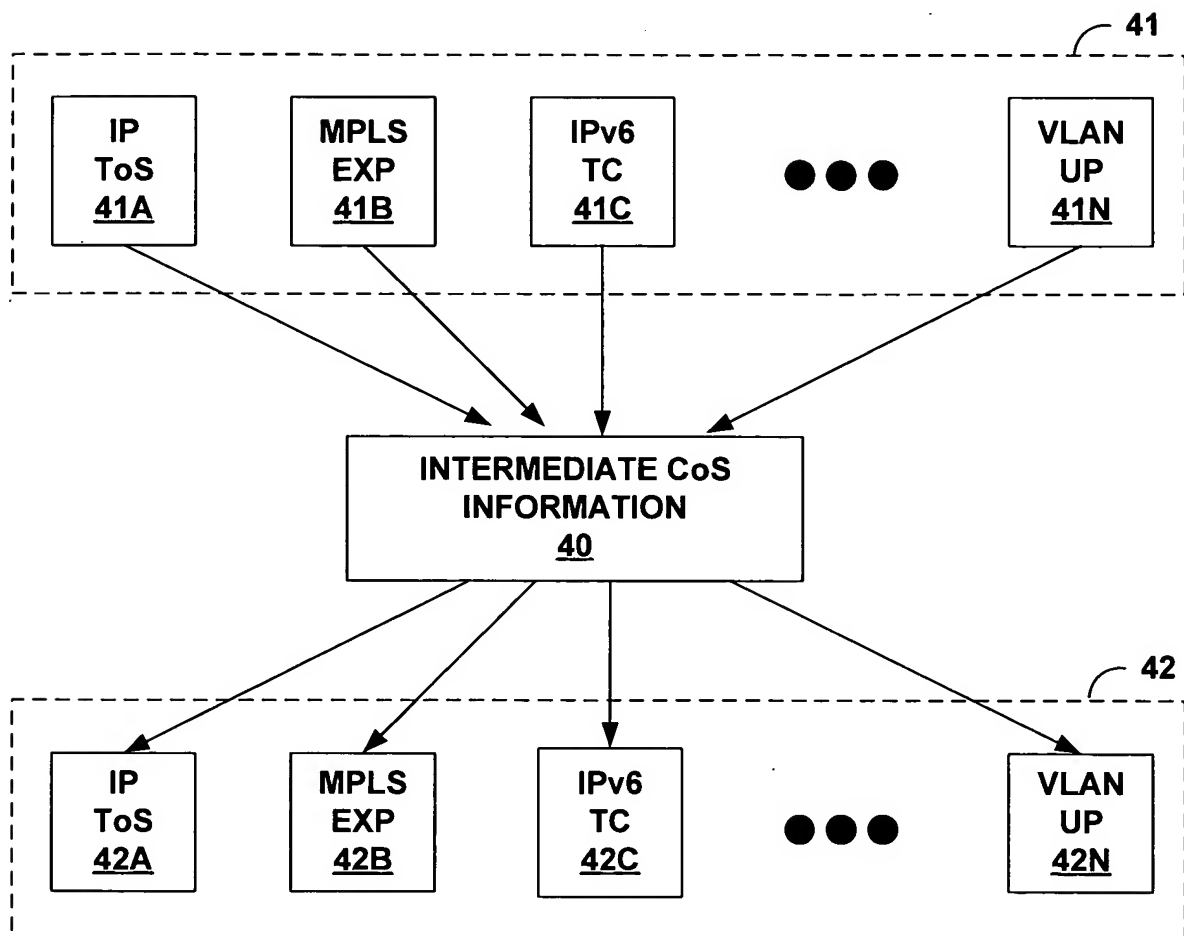 41
IP
ToS
41A
MPLS
EXP
41B
IPv6
TC
41C
VLAN
UP
41N
INTERMEDIATE CoS
INFORMATION
40
42
IP
ToS
42A
MPLS
EXP
42B
IPv6
TC
42C
VLAN
UP
42N